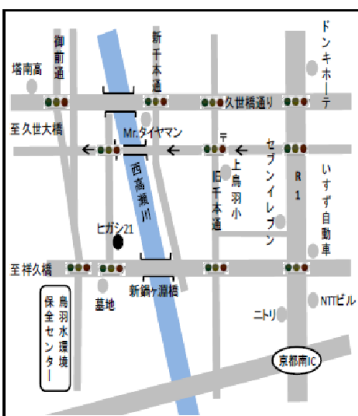 御前通
新千本通
ドンキホーテ
塔南高
久世橋通り
至 久世大橋
Mr.タイヤマン
〒
上鳥羽小
セブンイレブン
西高瀬川
旧千本通
R1
いすず自動車
ヒガシ21
至 祥久橋
新鍋ヶ淵橋
墓地
鳥羽水環境
保全センター
ニトリ
NTTビル
京都南IC